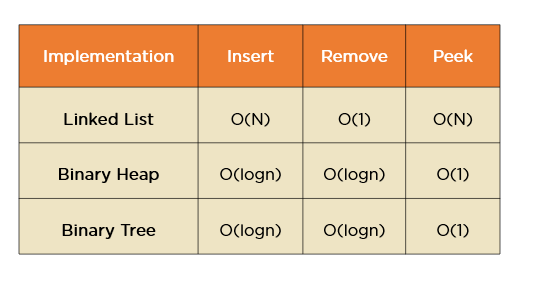 Implementation Insert Remove Peek
Linked List O(N) O(1) O(N)
Binary Heap O(logn) O(logn) O(1)
Binary Tree O(logn) O(logn) O(1)